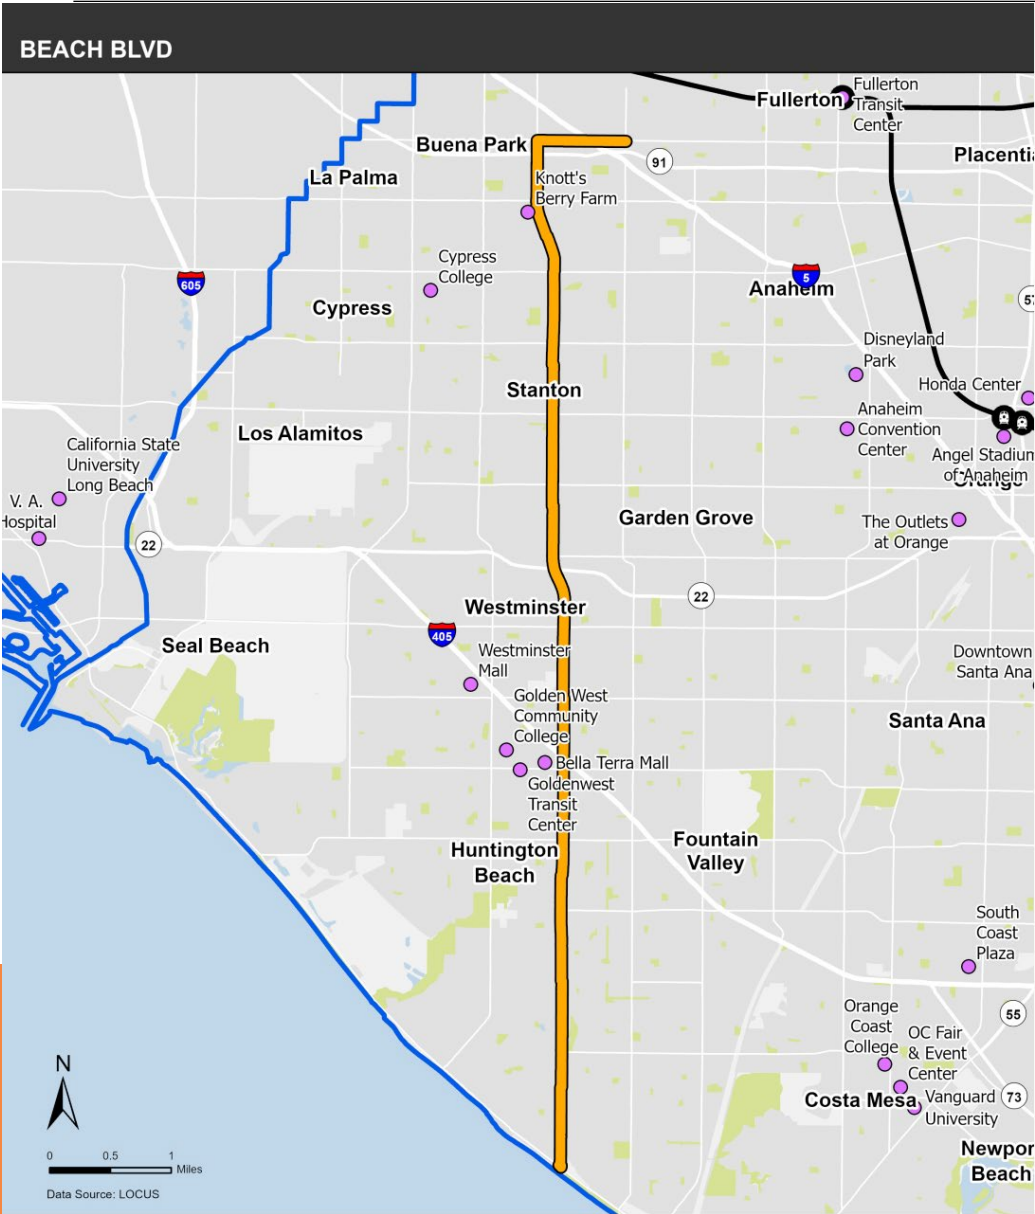 BEACH BLVD
Fullerton
Fullerton
Transit
Center
Buena Park
91
Placenti
La Palma
Knott's
Berry Farm
Cypress
College
605
5
Anaheim
57
Cypress
Disneyland
Park
Stanton
Honda Center
Anaheim
Convention
Center
Los Alamitos
California State
University
Long Beach
Angel Stadium
of Anaheim
Orange
V. A.
Hospital
Garden Grove
The Outlets
at Orange
22
22
Westminster
405
Seal Beach
Westminster
Mall
Downtown
Santa Ana
Golden West
Community
College
Santa Ana
Bella Terra Mall
Goldenwest
Transit
Center
Huntington
Beach
Fountain
Valley
South
Coast
Plaza
Orange
Coast
College
55
OC Fair
& Event
Center
Costa Mesa
Vanguard
University
73
Newpor
Beach
N
0 0.5 1
Miles
Data Source: LOCUS